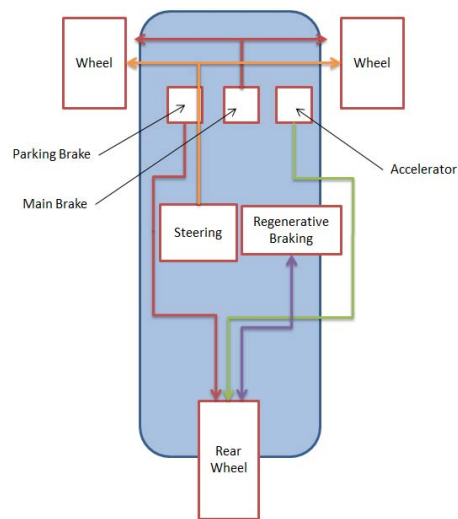 Wheel
Wheel
Parking Brake
Accelerator
Main Brake
Steering
Regenerative
Braking
Rear
Wheel